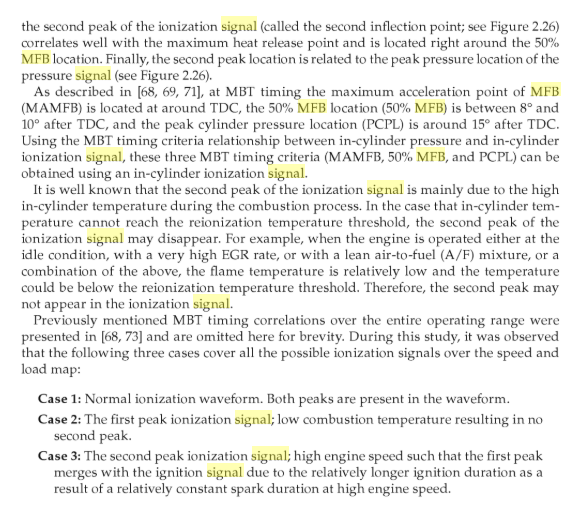 the second peak of the ionization signal (called the second inflection point; see Figure 2.26)
correlates well with the maximum heat release point and is located right around the 50%
MFB location. Finally, the second peak location is related to the peak pressure location of the
pressure signal (see Figure 2.26).
As described in [68, 69, 71], at MBT timing the maximum acceleration point of MFB
(MAMFB) is located at around TDC, the 50% MFB location (50% MFB) is between 8° and
10° after TDC, and the peak cylinder pressure location (PCPL) is around 15° after TDC.
Using the MBT timing criteria relationship between in-cylinder pressure and in-cylinder
ionization signal, these three MBT timing criteria (MAMFB, 50% MFB, and PCPL) can be
obtained using an in-cylinder ionization signal.
It is well known that the second peak of the ionization signal is mainly due to the high
in-cylinder temperature during the combustion process. In the case that in-cylinder tem-
perature cannot reach the reionization temperature threshold, the second peak of the
ionization signal may disappear. For example, when the engine is operated either at the
idle condition, with a very high EGR rate, or with a lean air-to-fuel (A/F) mixture, or a
combination of the above, the flame temperature is relatively low and the temperature
could be below the reionization temperature threshold. Therefore, the second peak may
not appear in the ionization signal.
Previously mentioned MBT timing correlations over the entire operating range were
presented in [68, 73] and are omitted here for brevity. During this study, it was observed
that the following three cases cover all the possible ionization signals over the speed and
load map:
Case 1: Normal ionization waveform. Both peaks are present in the waveform.
Case 2: The first peak ionization signal; low combustion temperature resulting in no
second peak.
Case 3: The second peak ionization signal; high engine speed such that the first peak
merges with the ignition signal due to the relatively longer ignition duration as a
result of a relatively constant spark duration at high engine speed.